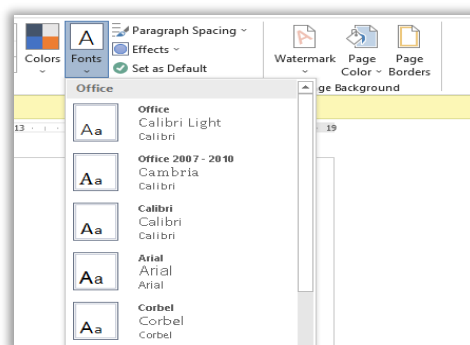 A
Paragraph Spacing
Effects
Set as Default
Colors
Fonts
Watermark
Page Color
Page Borders
ge Background
Office
13
19
Aa
Office
Calibri Light
Calibri
Aa
Office 2007 - 2010
Cambria
Calibri
Aa
Calibri
Calibri
Calibri
Aa
Arial
Arial
Arial
Aa
Corbel
Corbel
Corbel